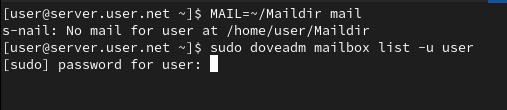 [user@server.user.net ~]$ MAIL=~/Maildir mail
s-nail: No mail for user at /home/user/Maildir
[user@server.user.net ~]$ sudo doveadm mailbox list -u user
[sudo] password for user: